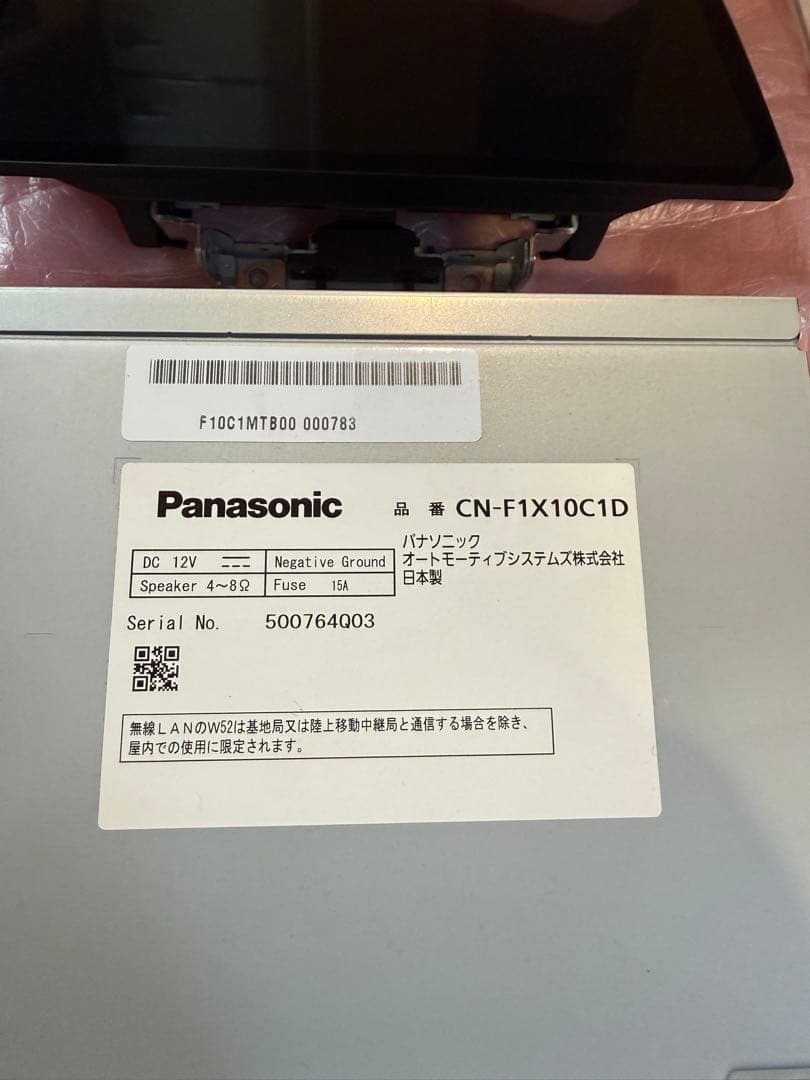 F10C1MTB00 000783
Panasonic 品 番 CN-F1X10C1D
パナソニック
オートモーティブシステムズ株式会社
日本製
DC 12V Negative Ground
Speaker 4～8Ω Fuse 15A
Serial No. 500764Q03
無線LANのW52は基地局又は陸上移動中継局と通信する場合を除き、
屋内での使用に限定されます。